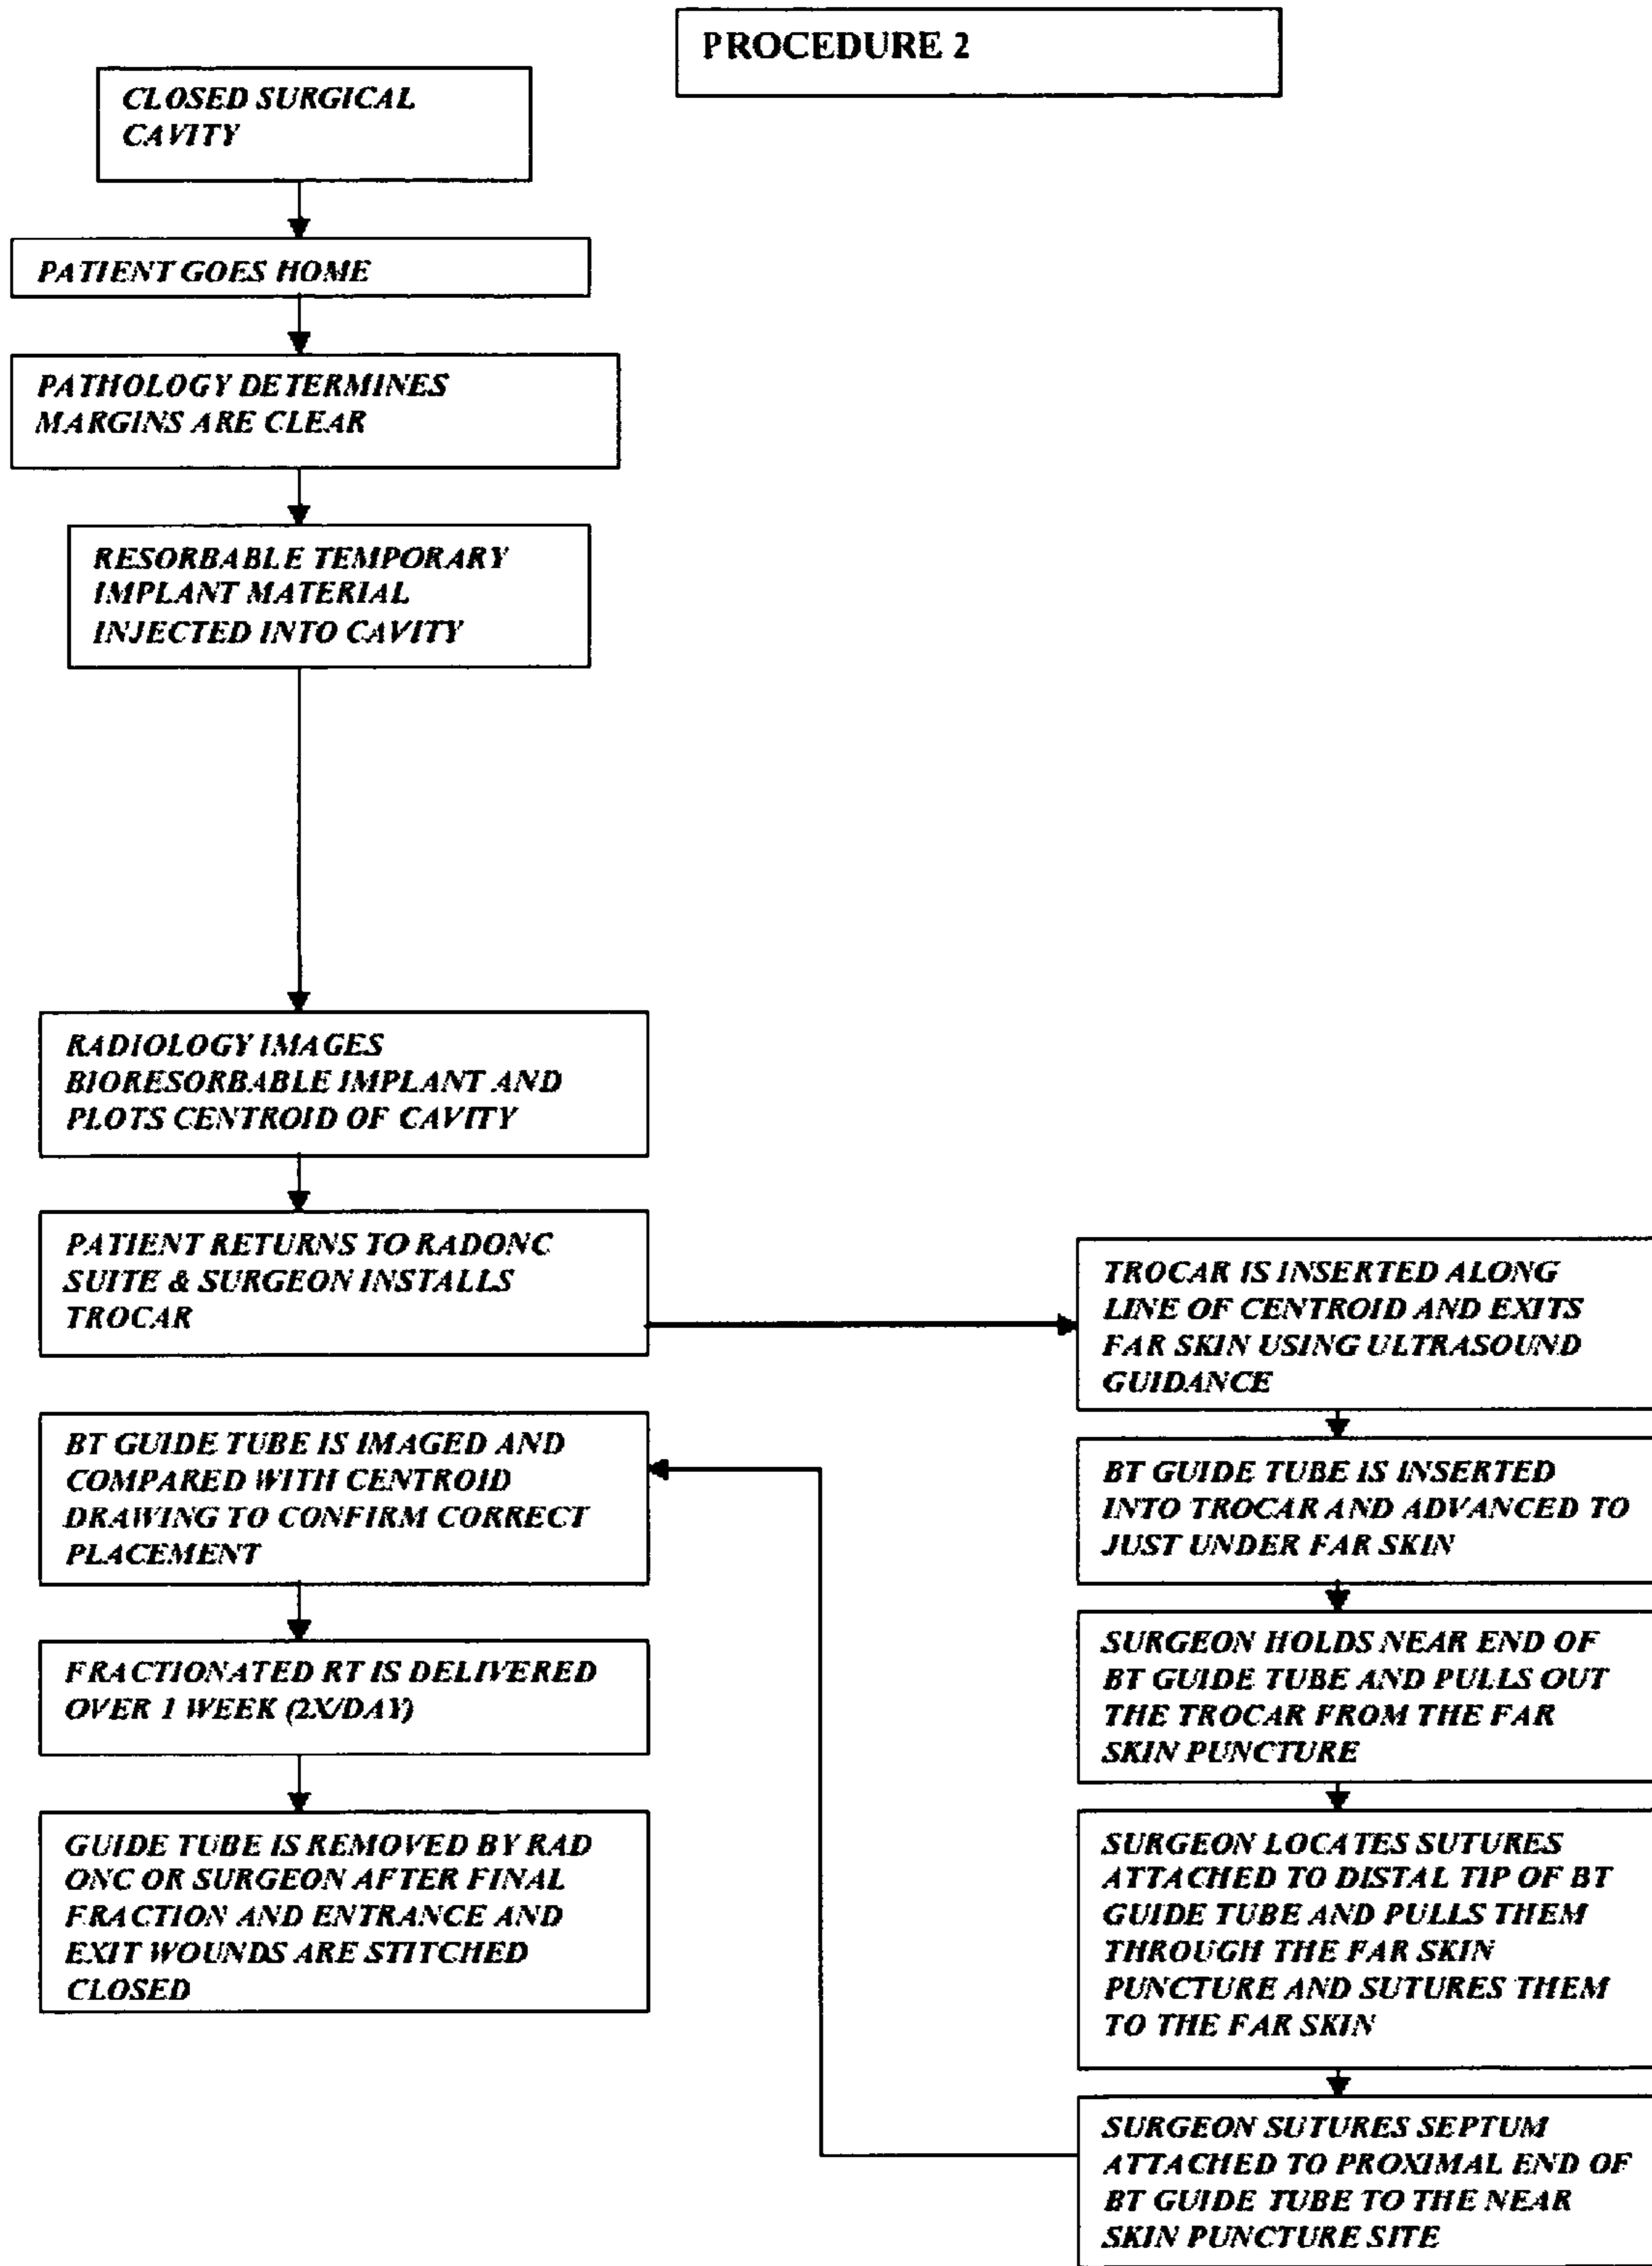 PROCEDURE 2
CLOSED SURGICAL
CAVITY
PATIENT GOES HOME
PATHOLOGY DETERMINES
MARGINS ARE CLEAR
RESORBABLE TEMPORARY
IMPLANT MATERIAL
INJECTED INTO CAVITY
RADIOLOGY IMAGES
BIORESORBABLE IMPLANT AND
PLOTS CENTROID OF CAVITY
PATIENT RETURNS TO RADONC
SUITE & SURGEON INSTALLS
TROCAR
TROCAR IS INSERTED ALONG
LINE OF CENTROID AND EXITS
FAR SKIN USING ULTRASOUND
GUIDANCE
BT GUIDE TUBE IS INSERTED
INTO TROCAR AND ADVANCED TO
JUST UNDER FAR SKIN
SURGEON HOLDS NEAR END OF
BT GUIDE TUBE AND PULLS OUT
THE TROCAR FROM THE FAR
SKIN PUNCTURE
SURGEON LOCATES SUTURES
ATTACHED TO DISTAL TIP OF BT
GUIDE TUBE AND PULLS THEM
THROUGH THE FAR SKIN
PUNCTURE AND SUTURES THEM
TO THE FAR SKIN
SURGEON SUTURES SEPTUM
ATTACHED TO PROXIMAL END OF
BT GUIDE TUBE TO THE NEAR
SKIN PUNCTURE SITE
BT GUIDE TUBE IS IMAGED AND
COMPARED WITH CENTROID
DRAWING TO CONFIRM CORRECT
PLACEMENT
FRACTIONATED RT IS DELIVERED
OVER 1 WEEK (2X/DAY)
GUIDE TUBE IS REMOVED BY RAD
ONC OR SURGEON AFTER FINAL
FRACTION AND ENTRANCE AND
EXIT WOUNDS ARE STITCHED
CLOSED